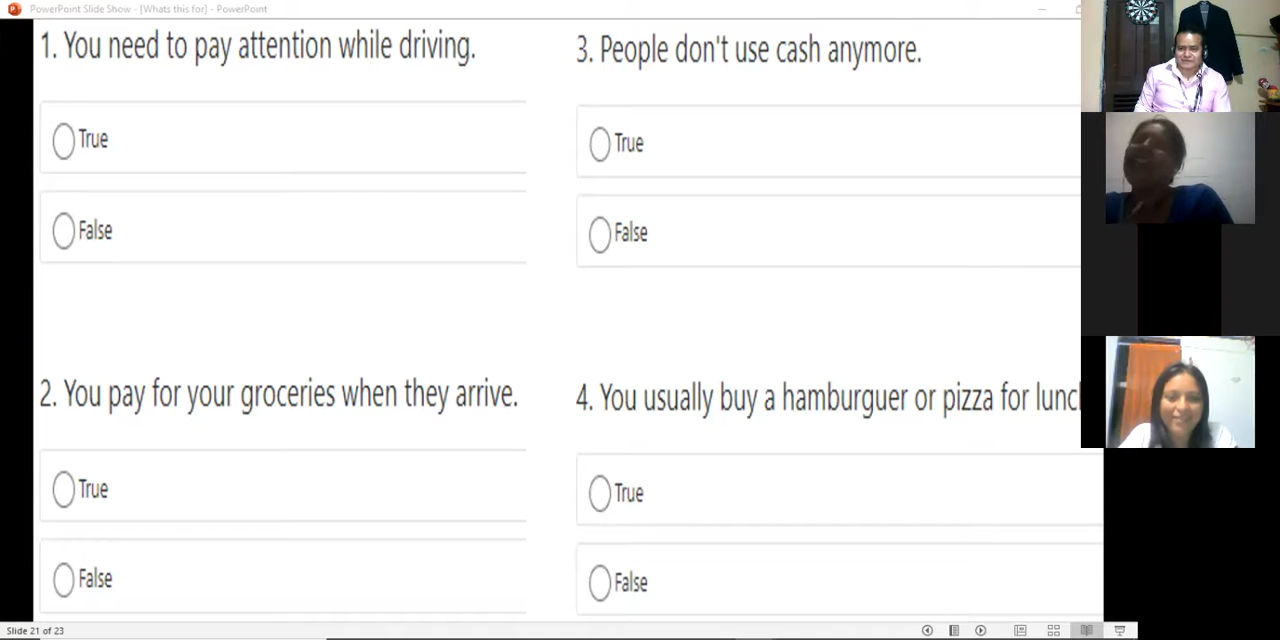 PowerPoint Slide Show - [Whats this for] - PowerPoint
1. You need to pay attention while driving.
True
False
2. You pay for your groceries when they arrive.
True
False
3. People don't use cash anymore.
True
False
4. You usually buy a hamburguer or pizza for lunc
True
False
Slide 21 of 23